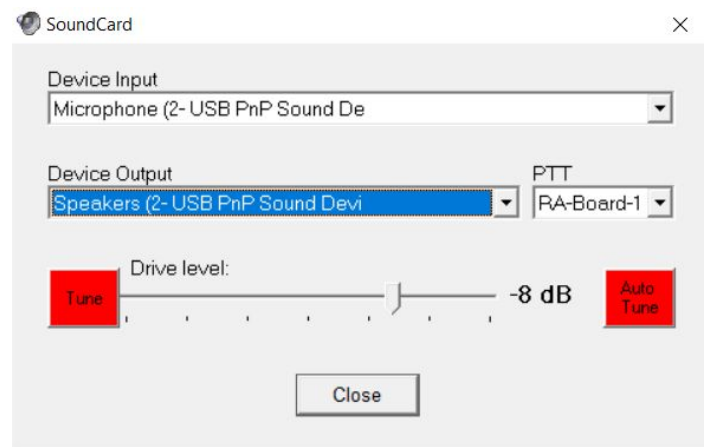 SoundCard
Device Input
Microphone (2- USB PnP Sound De
Device Output
PTT
Speakers (2- USB PnP Sound Devi
RA-Board-1
Drive level:
Tune
-8 dB
Auto
Tune
Close